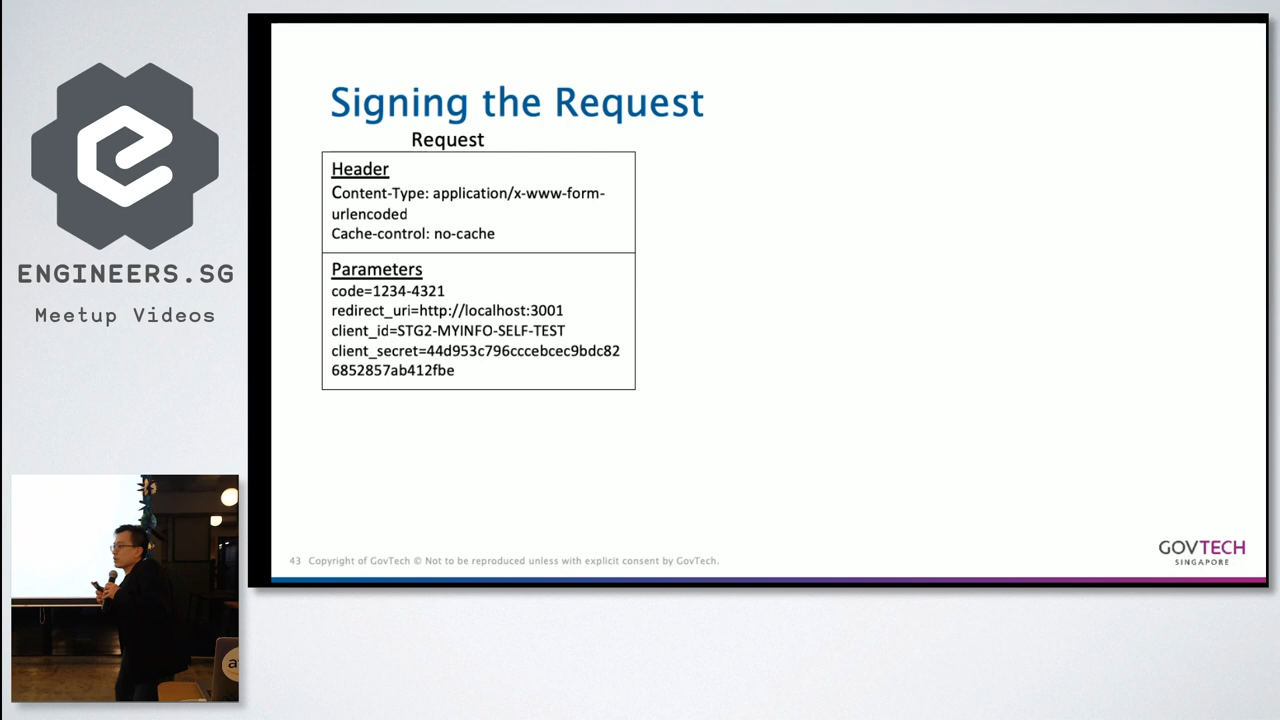 ENGINEERS.SG
Meetup Videos
Signing the Request
Request
Header
Content-Type: application/x-www-form-
urlencoded
Cache-control: no-cache
Parameters
code=1234-4321
redirect_uri=http://localhost:3001
client_id=STG2-MYINFO-SELF-TEST
client_secret=44d953c796cccebcec9bdc82
6852857ab412fbe
43 Copyright of GovTech © Not to be reproduced unless with explicit consent by GovTech.
GOVTECH
SINGAPORE